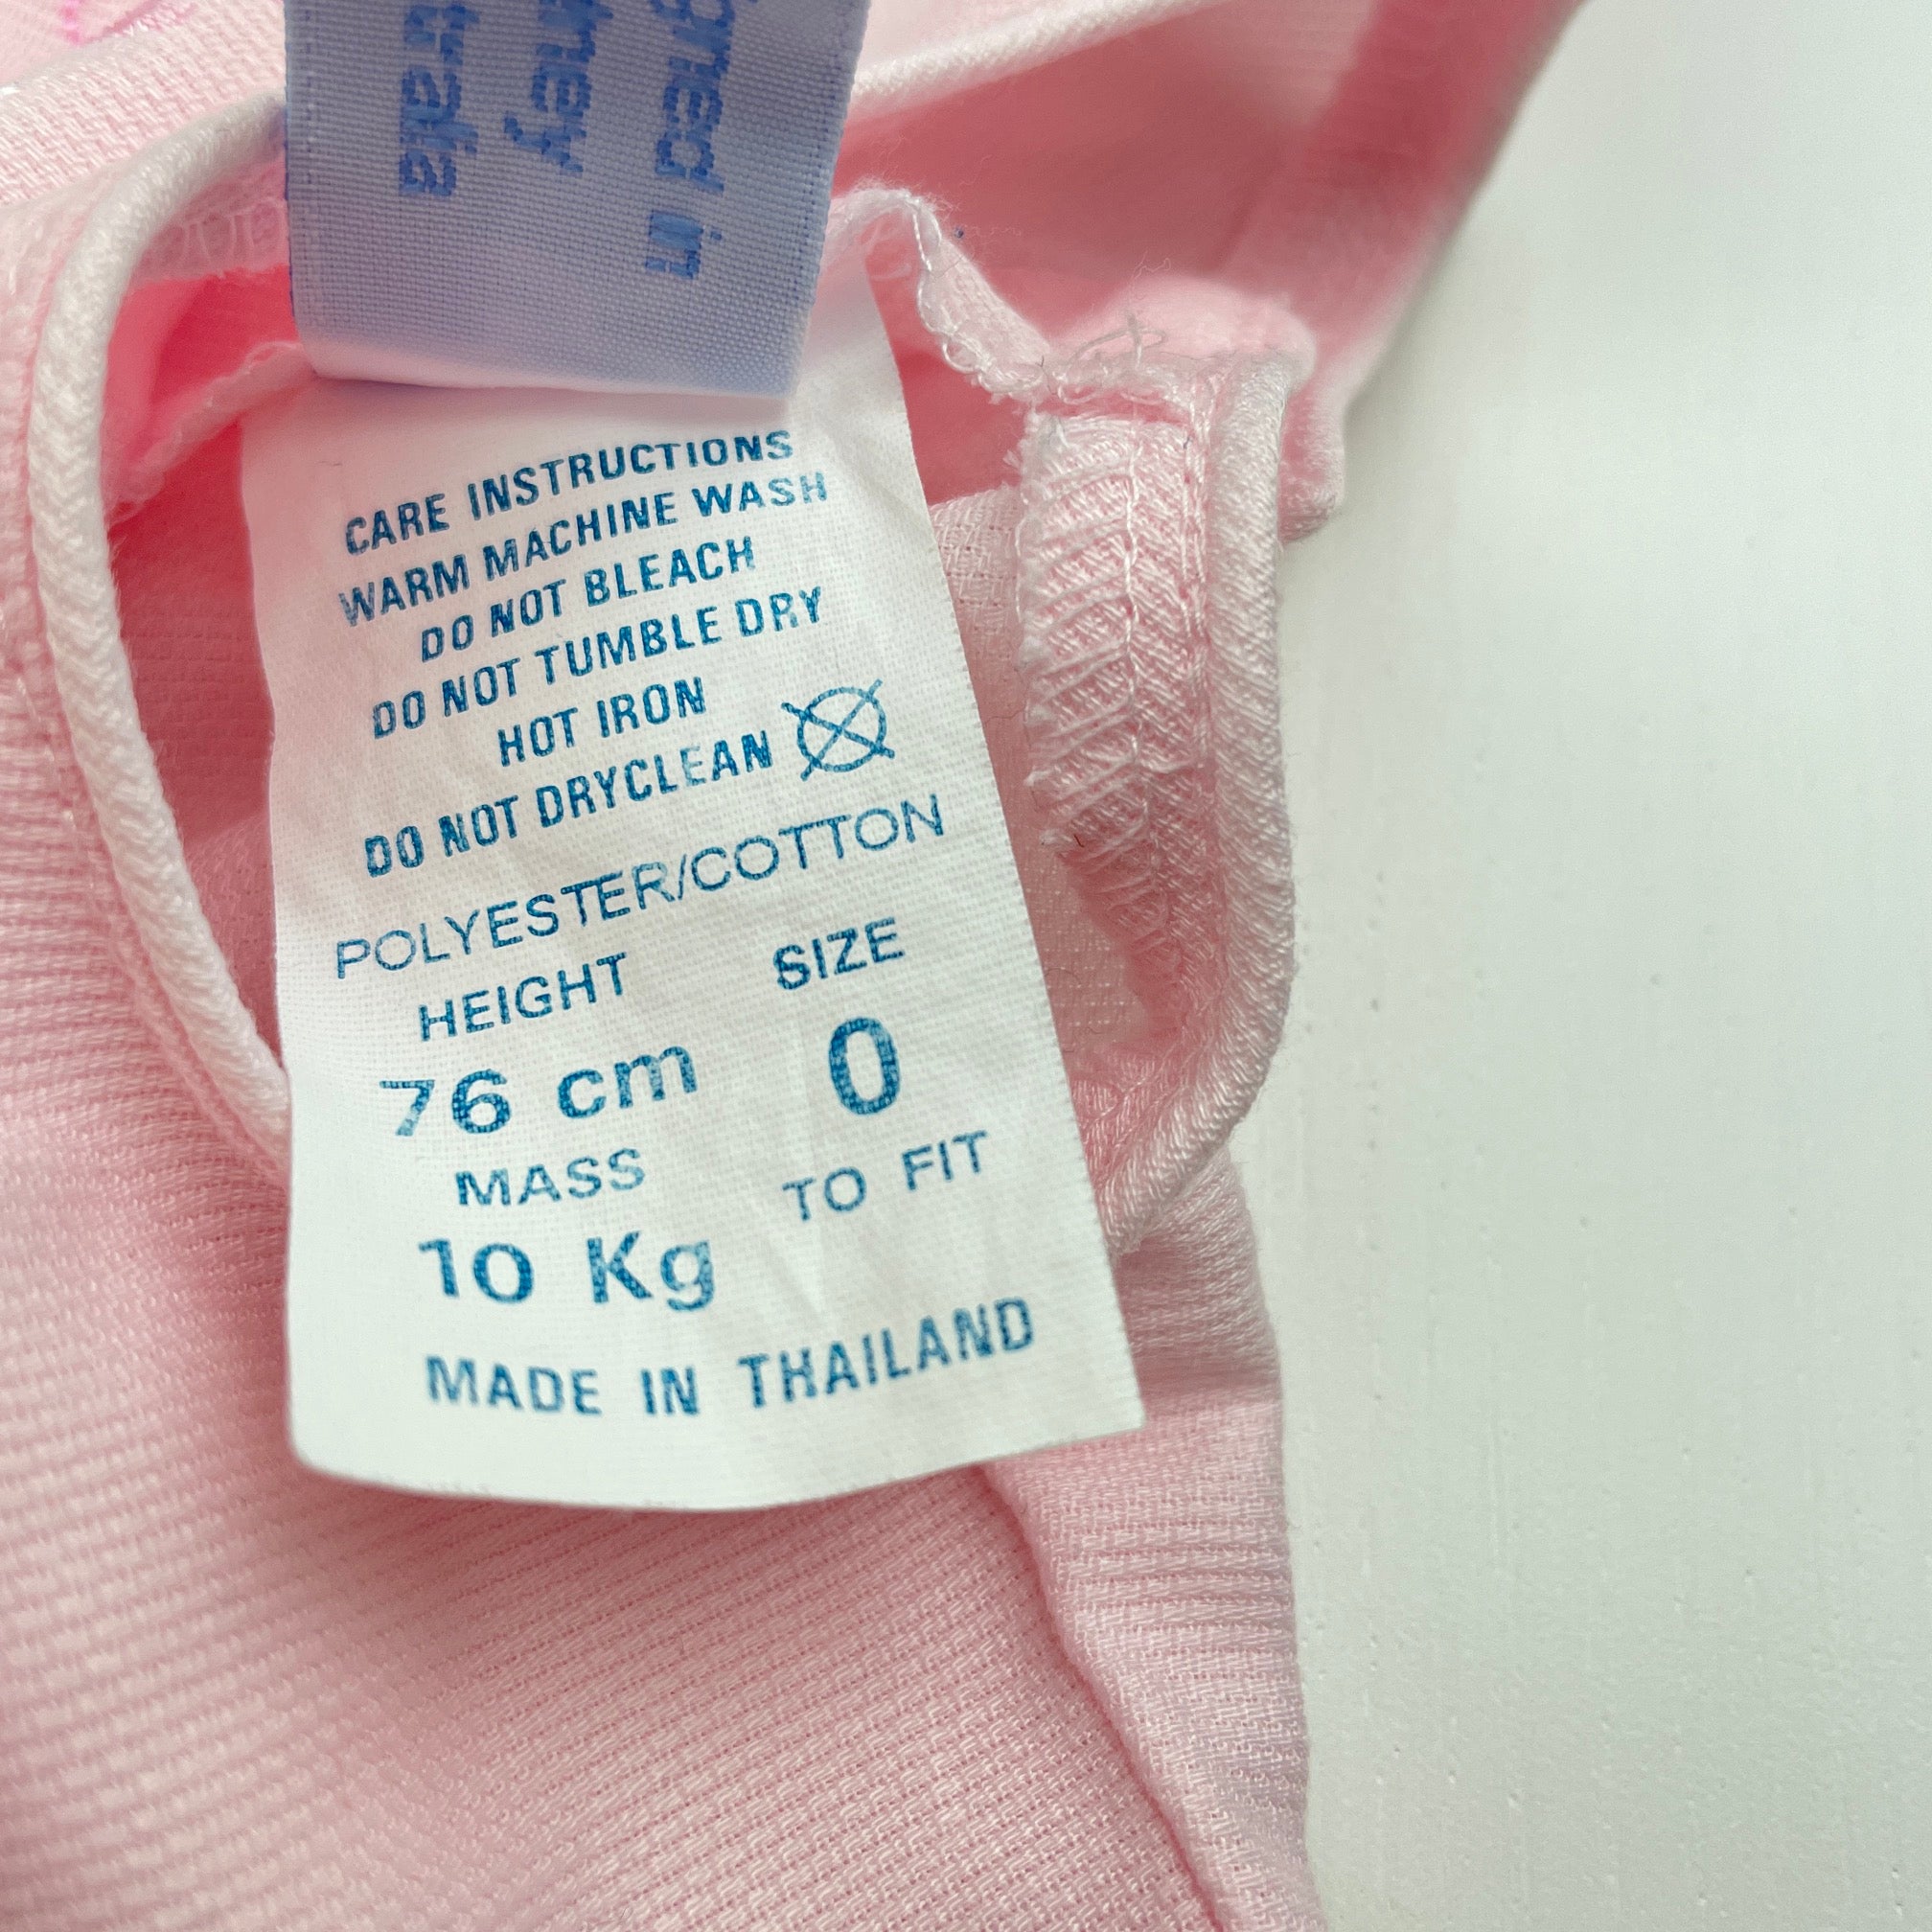 in
CARE INSTRUCTIONS
WARM MACHINE WASH
DO NOT BLEACH
DO NOT TUMBLE DRY
HOT IRON
DO NOT DRYCLEAN
POLYESTER/COTTON
HEIGHT SIZE
76 cm 0
MASS TO FIT
10 Kg
MADE IN THAILAND